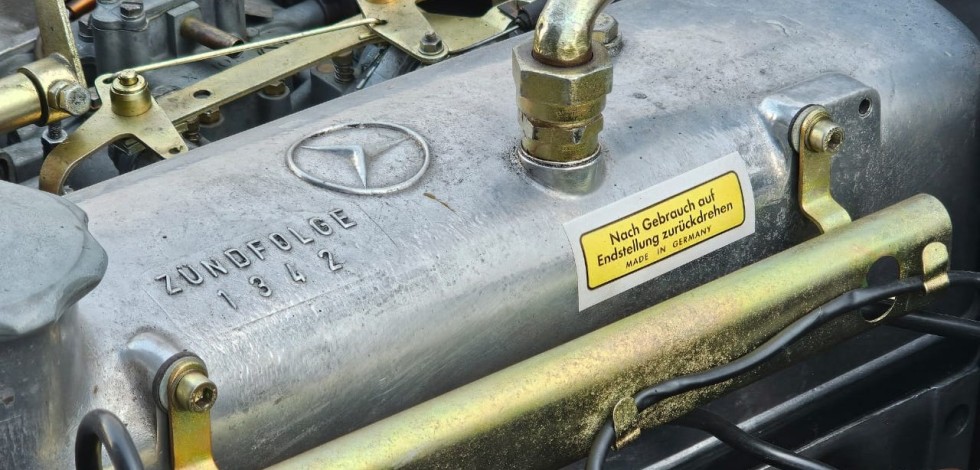 ZÜNDFOLGE
1 3 4 2
Nach Gebrauch auf
Endstellung zurückdrehen
MADE IN GERMANY